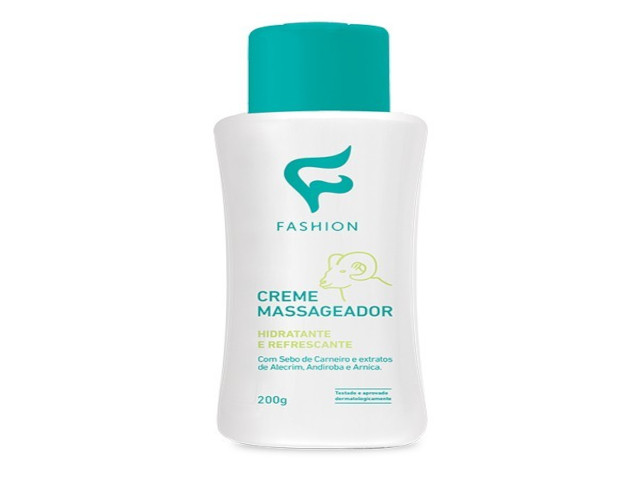 FASHION
CREME
MASSAGEADOR
HIDRATANTE
E REFRESCANTE
Com Sebo de Carneiro e extratos
de Alecrim, Andiroba e Arnica.
200g
Testado e aprovado
dermatologicamente